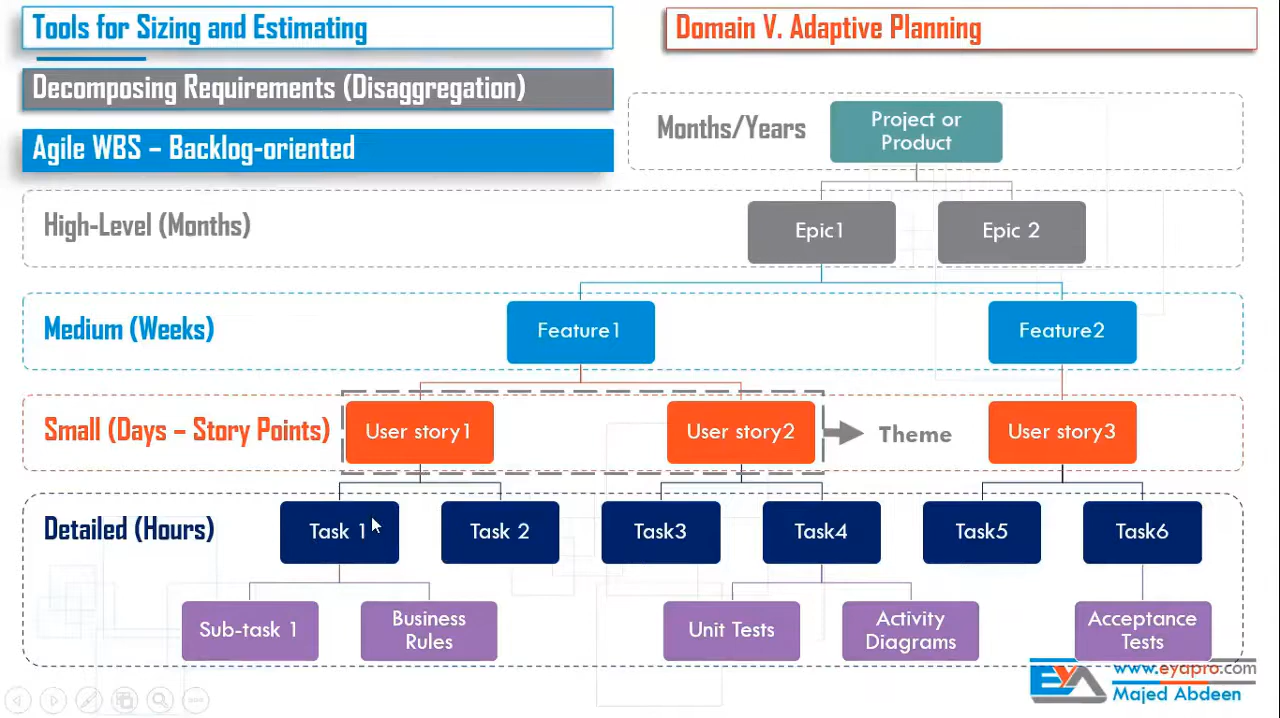 Tools for Sizing and Estimating
Domain V. Adaptive Planning
Decomposing Requirements (Disaggregation)
Agile WBS – Backlog-oriented
Months/Years
Project or
Product
High-Level (Months)
Epic1
Epic 2
Medium (Weeks)
Feature1
Feature2
Small (Days – Story Points)
User story1
User story2
Theme
User story3
Detailed (Hours)
Task 1
Task 2
Task3
Task4
Task5
Task6
Sub-task 1
Business
Rules
Unit Tests
Activity
Diagrams
Acceptance
Tests
EYA
www.eyapro.com
Majed Abdeen